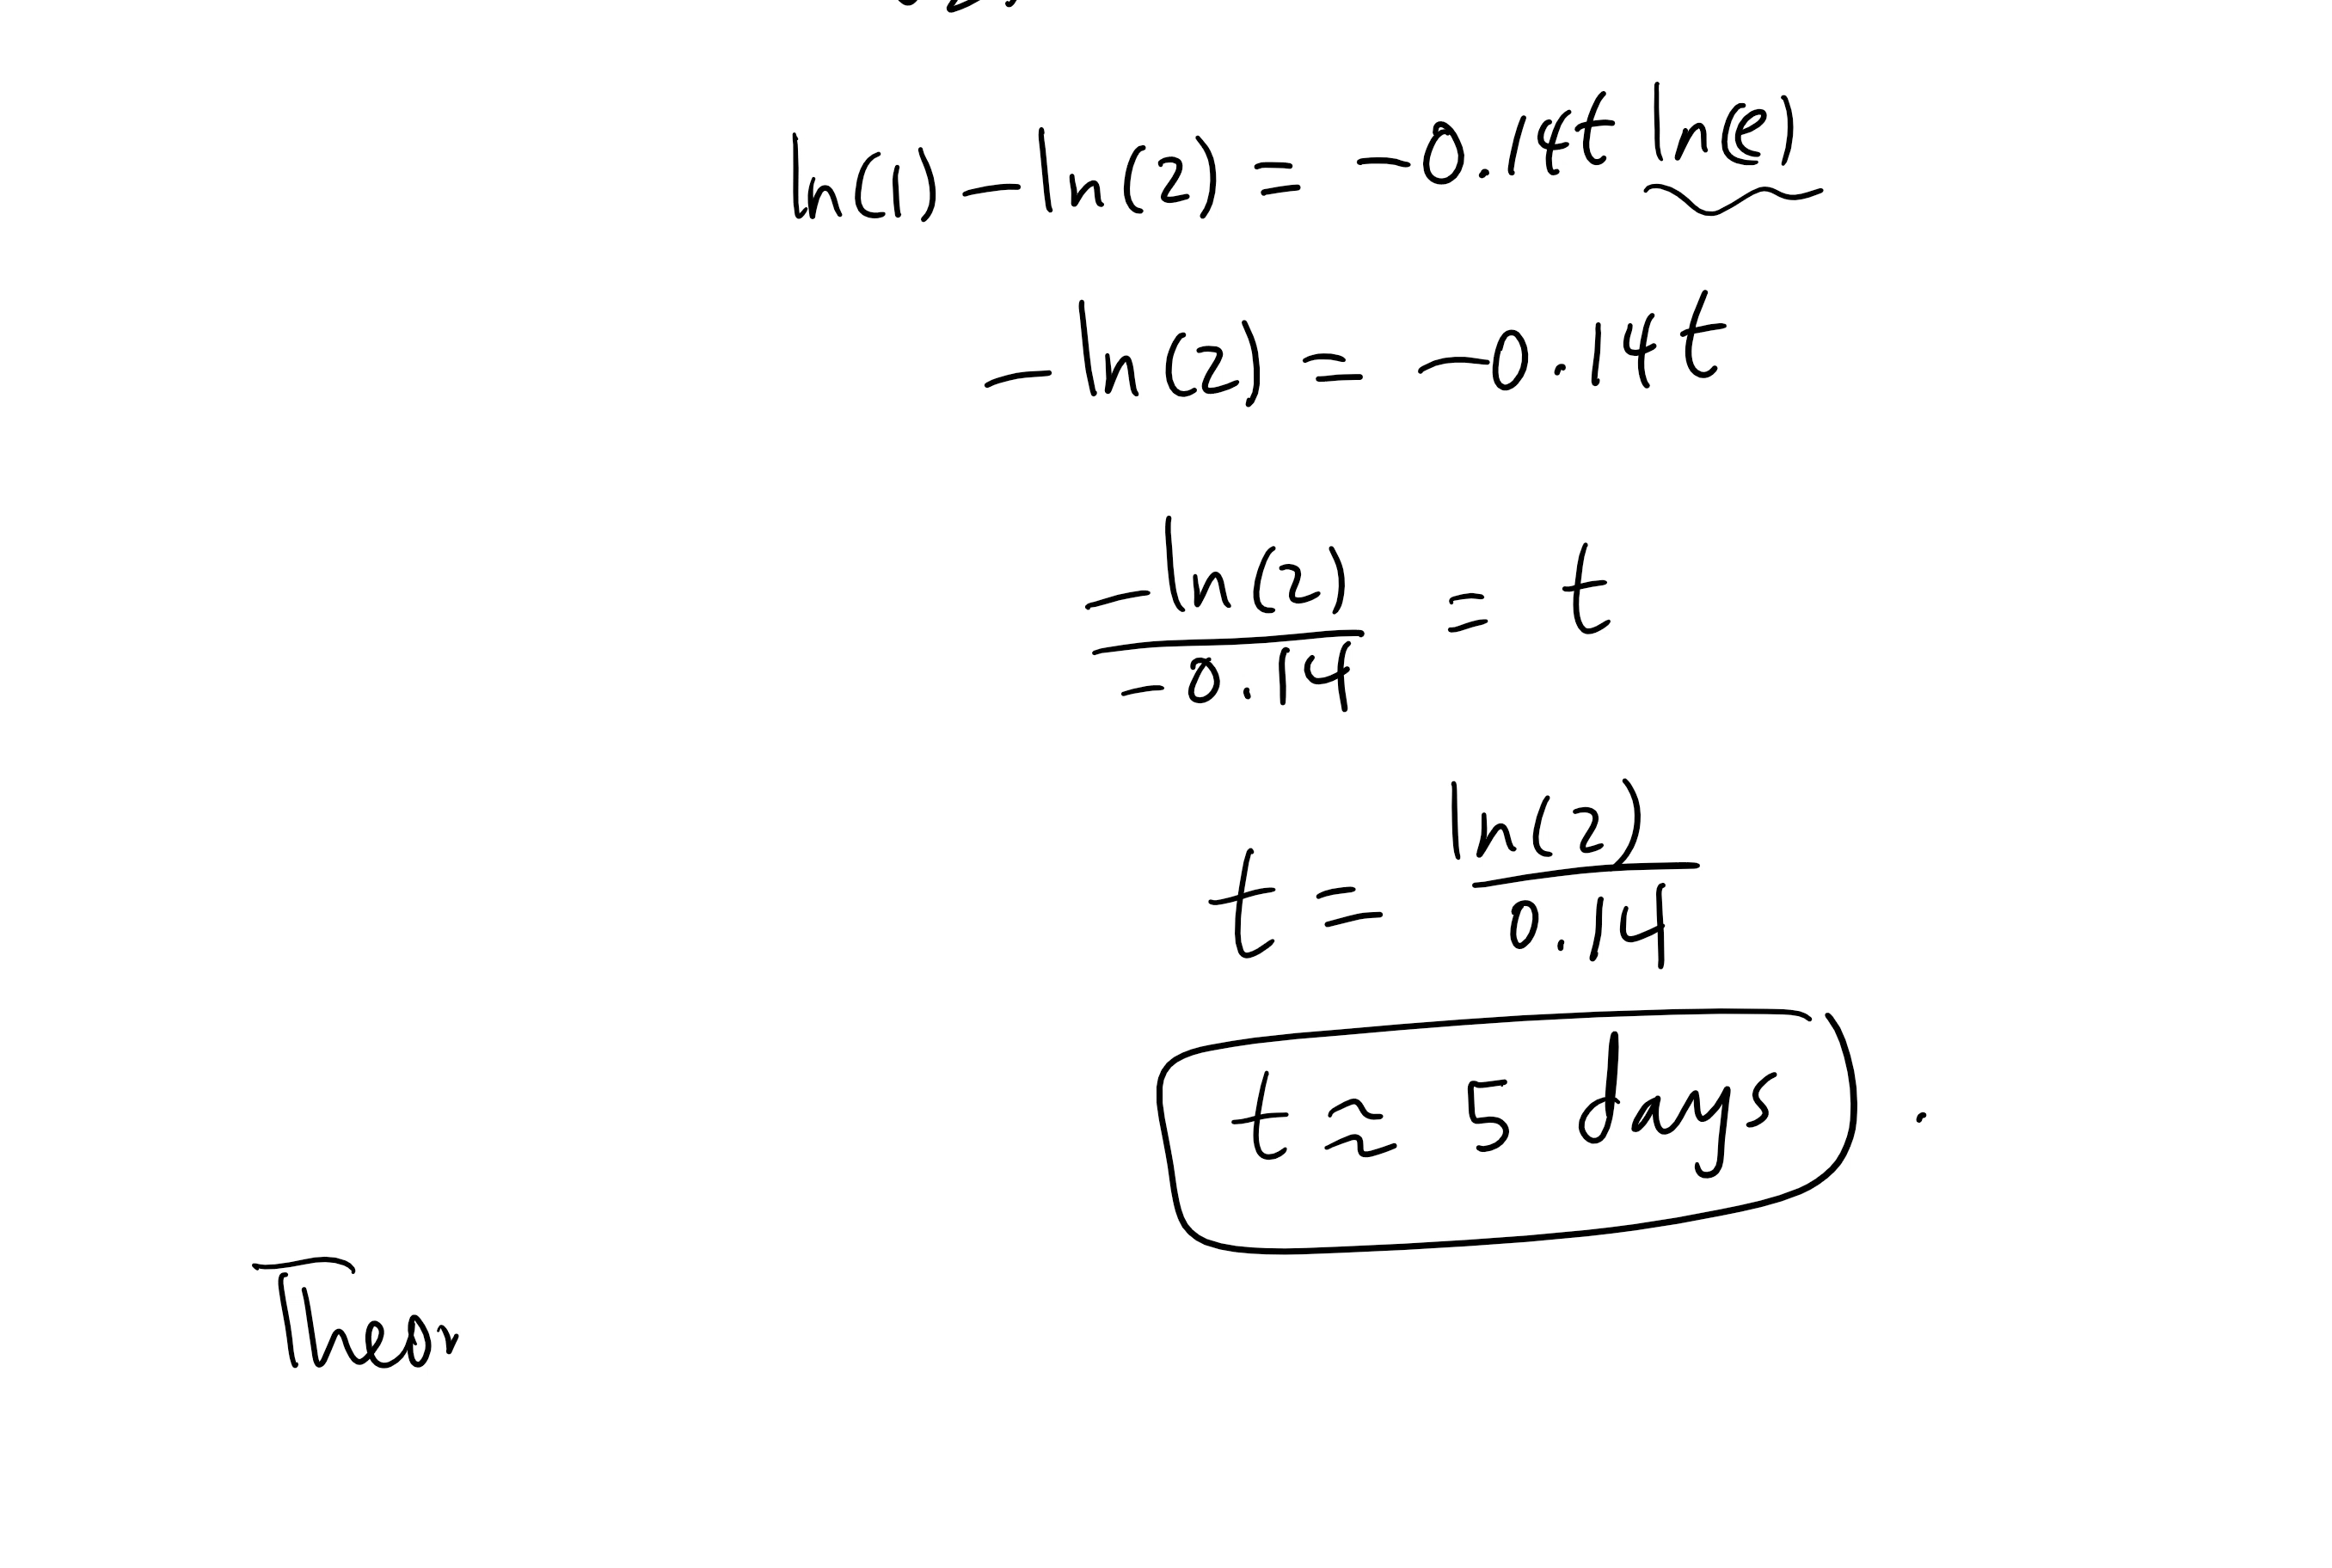 ln(1) - ln(2) = -0.14t ln(e)
- ln(2) = -0.14t
- ln(2) / - 0.14 = t
t = ln(2) / 0.14
t ≈ 5 days.
Then